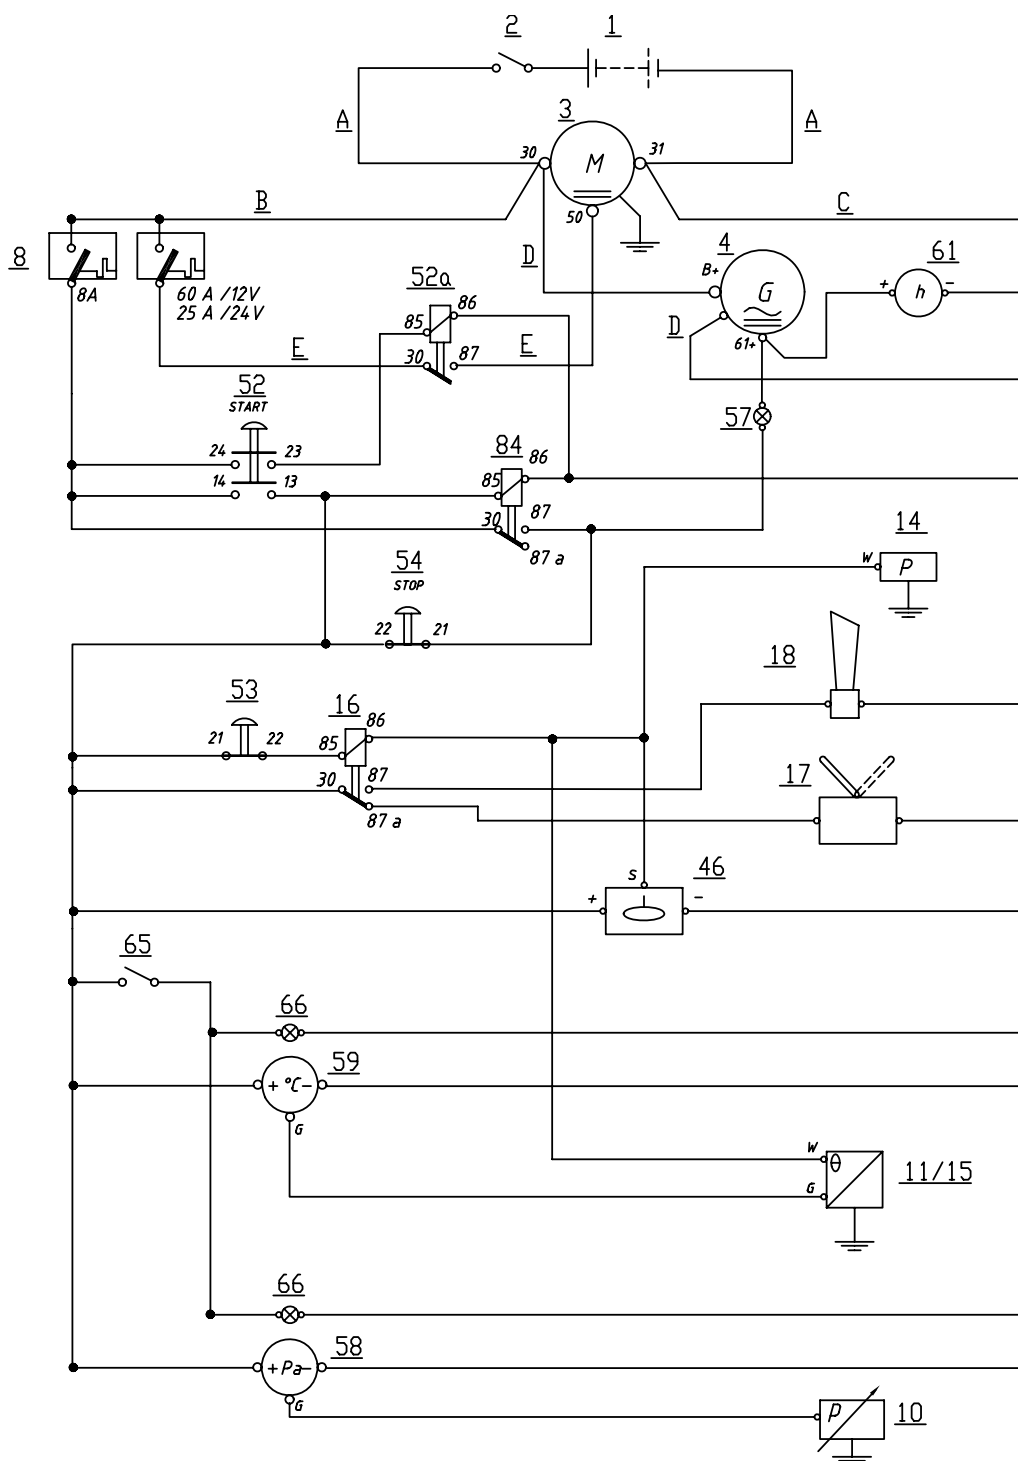 2 1
3
A A
30 M 31
50
B C
8
8A
60 A /12V
25 A /24V
D
4
B+ G
61
+ h -
D
61+
52a
86
85
E 30 87 E
52
START
24 23
14 13
57
84
86
85
30 87
87 a
54
STOP
22 21
14
W P
18
53
21 22
16
86
85
30 87
87 a
17
46
S
+ -
65
66
59
+ °C -
G
W
θ
G
11/15
66
58
+ Pa -
G
P 10